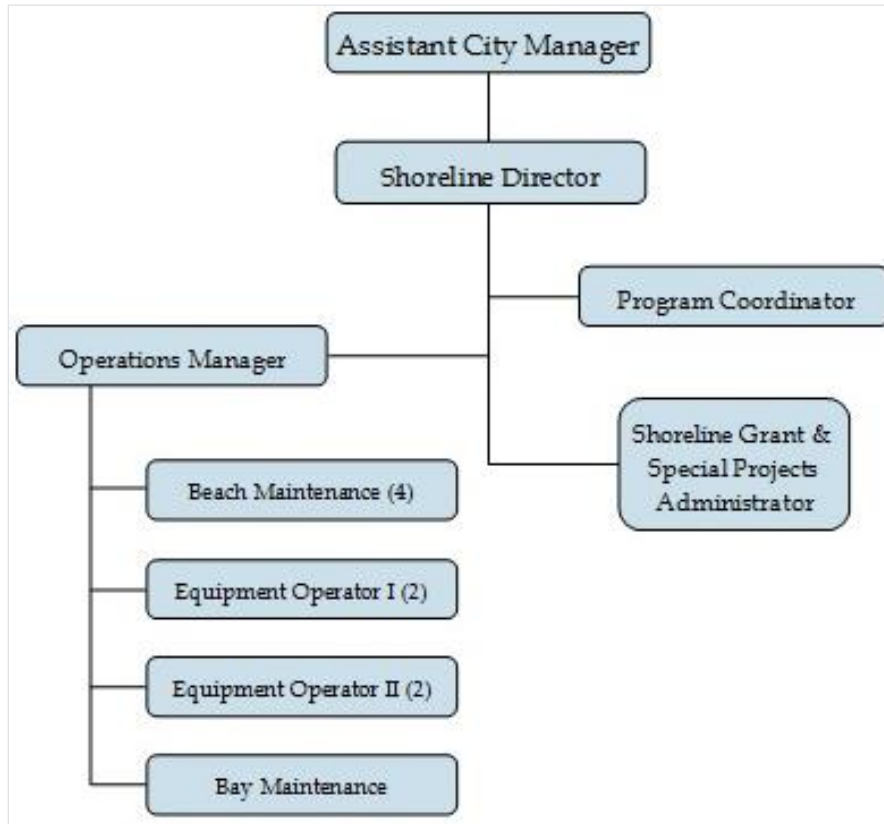 Assistant City Manager
Shoreline Director
Program Coordinator
Operations Manager
Shoreline Grant &
Special Projects
Administrator
Beach Maintenance (4)
Equipment Operator I (2)
Equipment Operator II (2)
Bay Maintenance